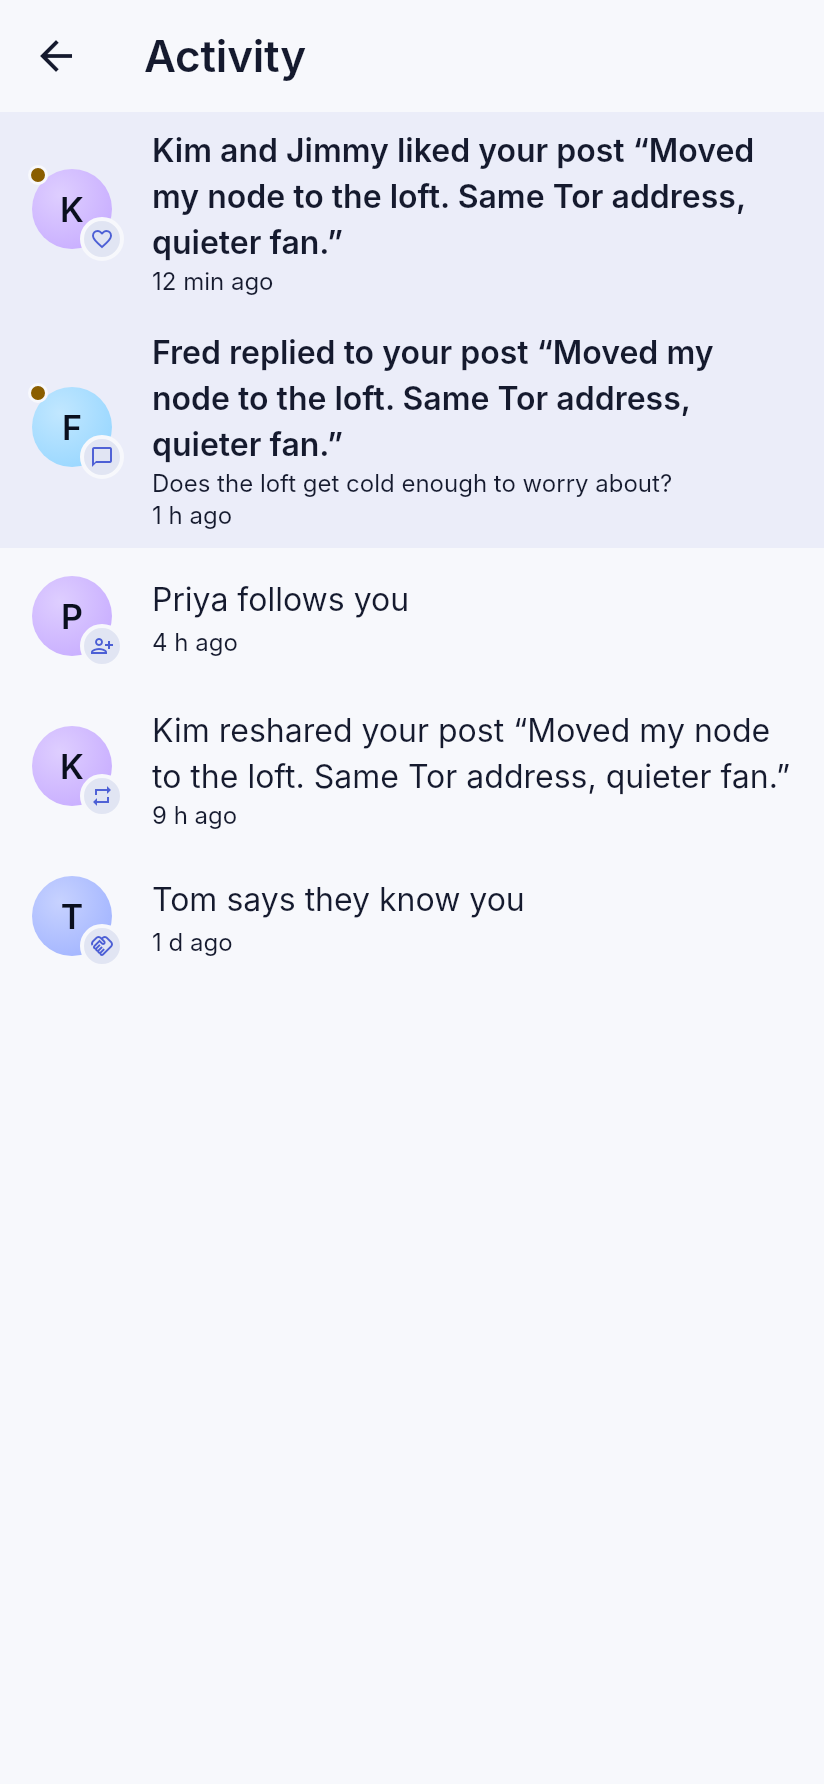 Activity
Kim and Jimmy liked your post “Moved
my node to the loft. Same Tor address,
quieter fan.”
12 min ago
K
Fred replied to your post “Moved my
node to the loft. Same Tor address,
quieter fan.”
Does the loft get cold enough to worry about?
1 h ago
F
Priya follows you
4 h ago
P
Kim reshared your post “Moved my node
to the loft. Same Tor address, quieter fan.”
9 h ago
K
Tom says they know you
1 d ago
T